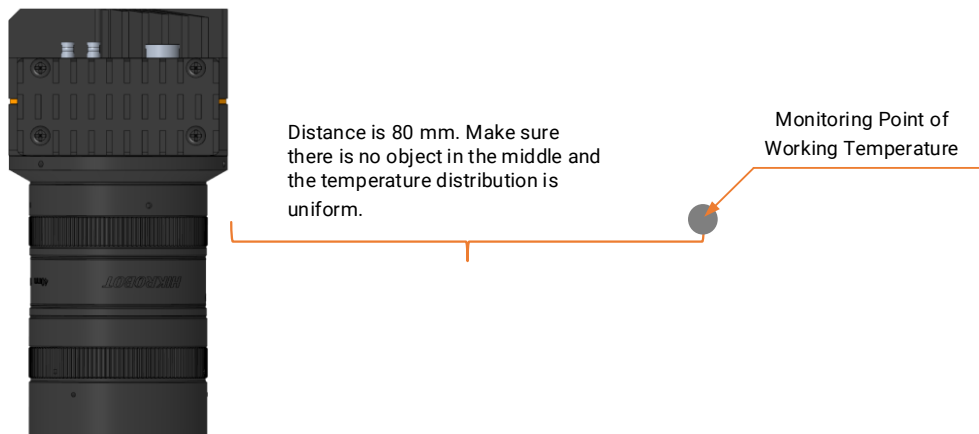 Distance is 80 mm. Make sure
there is no object in the middle and
the temperature distribution is
uniform.
Monitoring Point of
Working Temperature
HIKROBOT